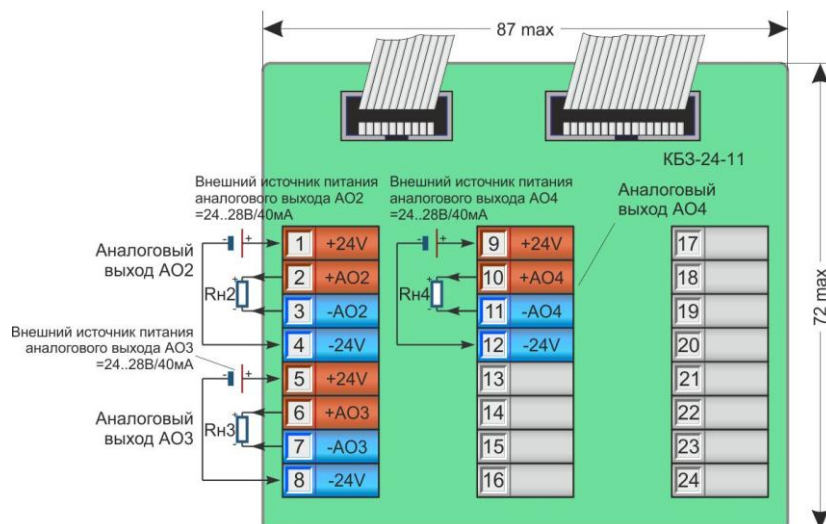 87 max
72 max
КБЗ-24-11
Внешний источник питания
аналогового выхода АО2
=24..28В/40мА
Внешний источник питания
аналогового выхода АО4
=24..28В/40мА
Аналоговый
выход АО4
Аналоговый
выход АО2
Rн2
Внешний источник питания
аналогового выхода АО3
=24..28В/40мА
Аналоговый
выход АО3
Rн3
Rн4
- +
+
-
- +
+
-
- +
+
-
1 +24V
2 +AO2
3 -AO2
4 -24V
5 +24V
6 +AO3
7 -AO3
8 -24V
9 +24V
10 +AO4
11 -AO4
12 -24V
13
14
15
16
17
18
19
20
21
22
23
24